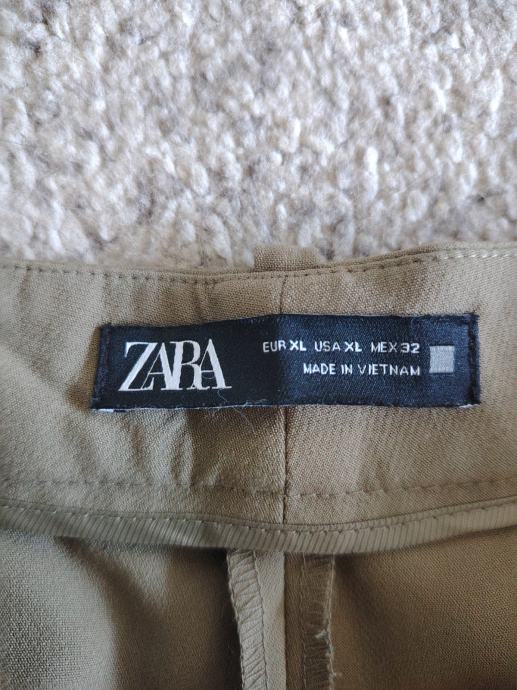 ZARA
EUR XL USA XL MEX 32
MADE IN VIETNAM